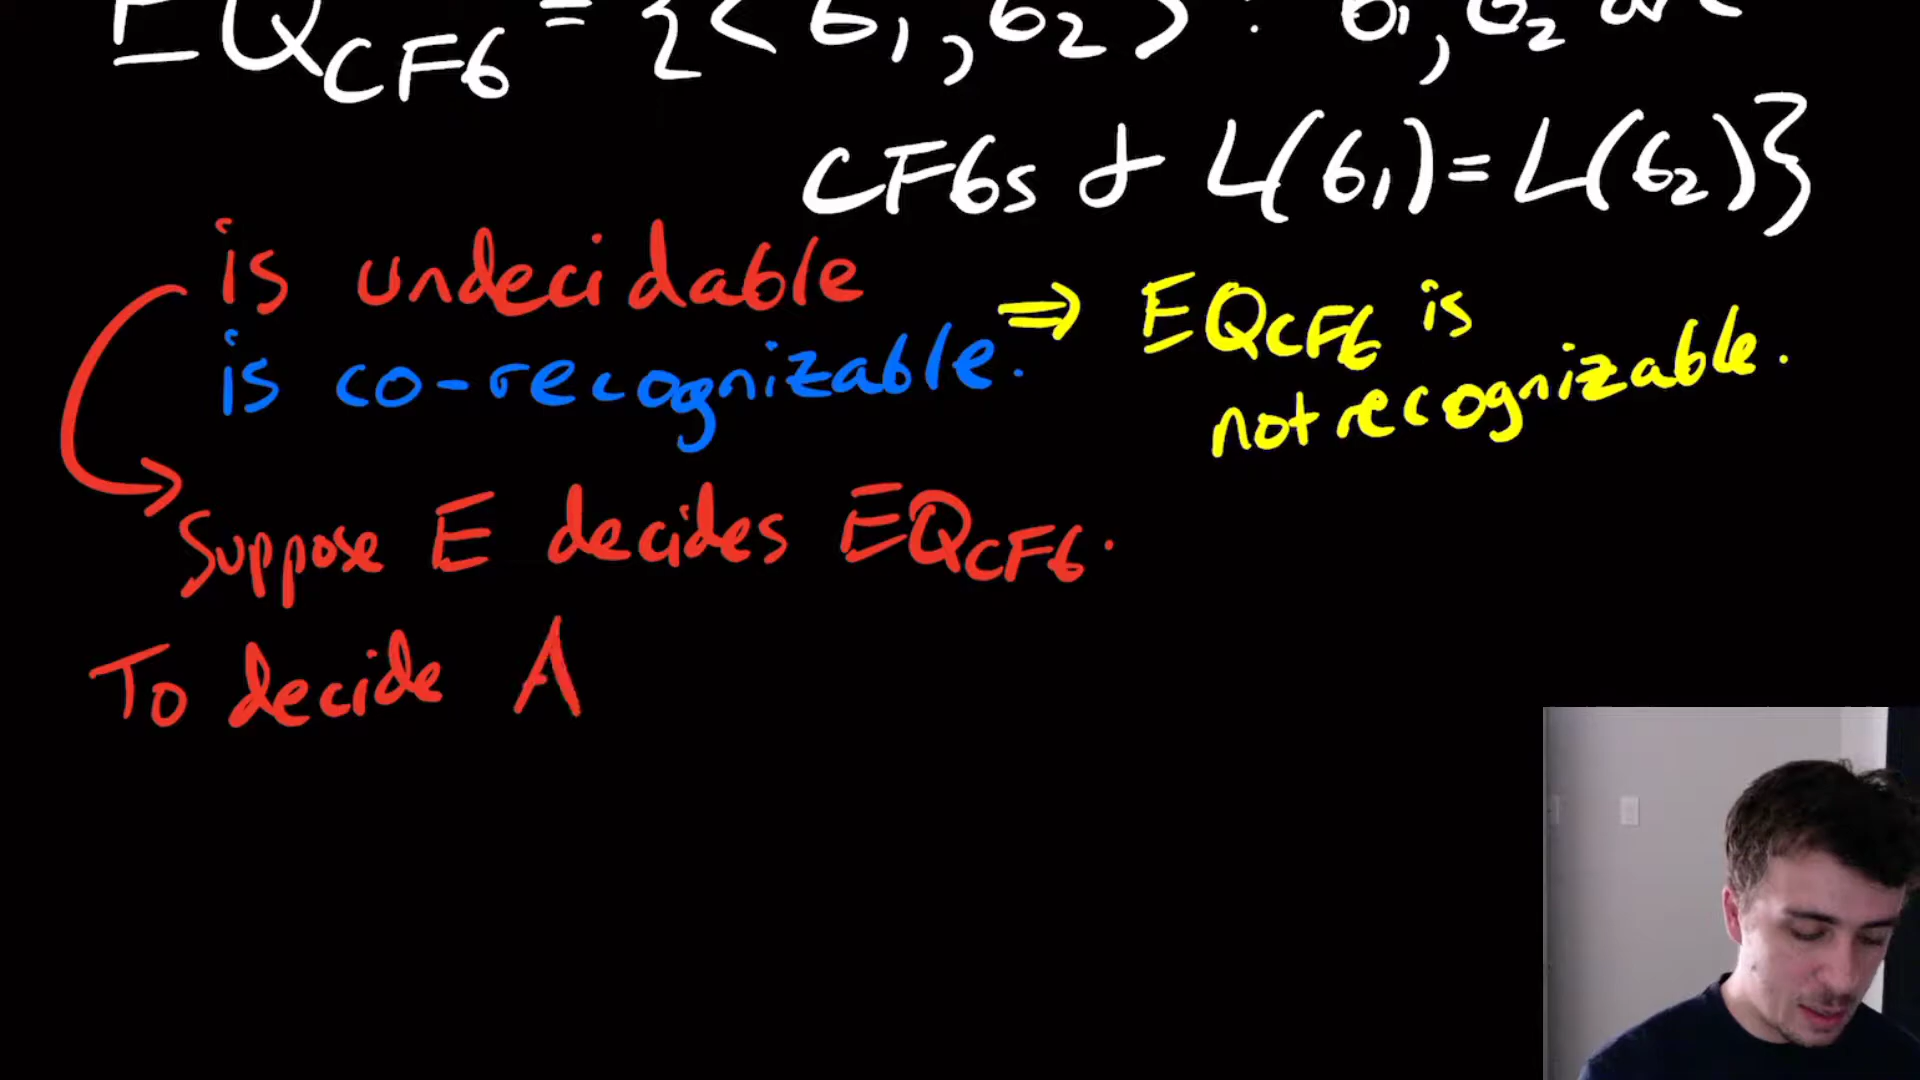 EQCFG = {<G1, G2> : G1, G2 are
CFGs & L(G1) = L(G2)}
is undecidable
is co-recognizable. ⇒ EQCFG is
not recognizable.
Suppose E decides EQCFG.
To decide A